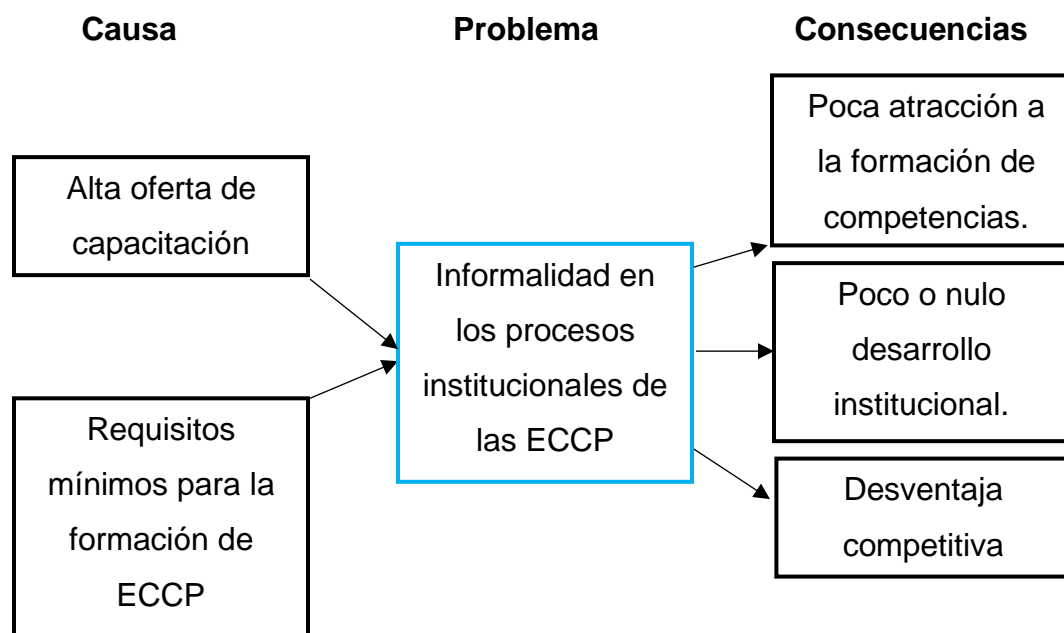 Causa
Problema
Consecuencias
Alta oferta de
capacitación
Requisitos
mínimos para la
formación de
ECCP
Informalidad en
los procesos
institucionales de
las ECCP
Poca atracción a
la formación de
competencias.
Poco o nulo
desarrollo
institucional.
Desventaja
competitiva